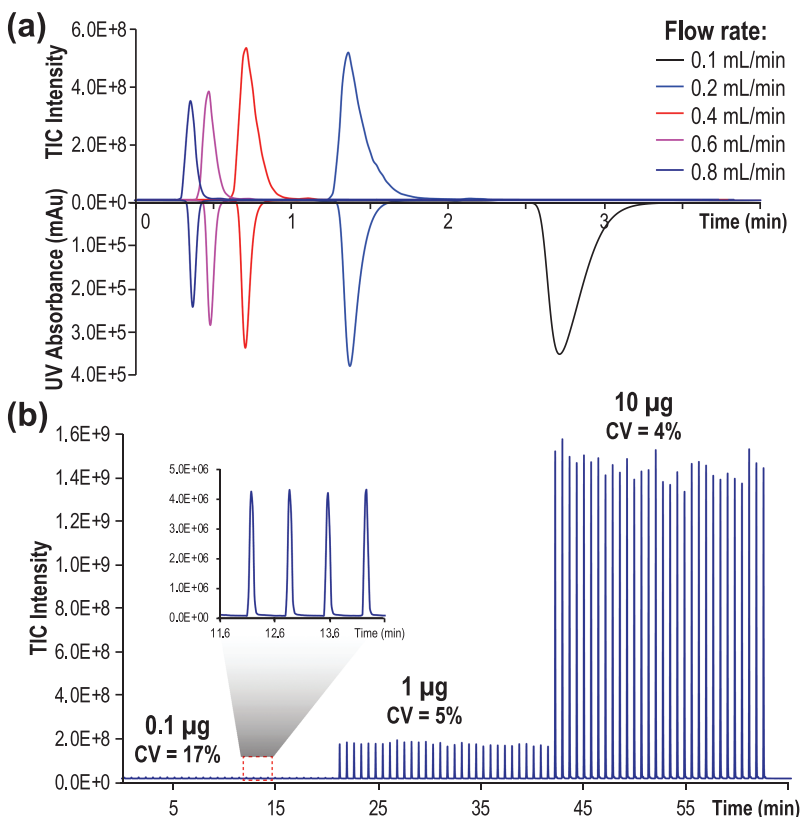 (a)
Flow rate:
0.1 mL/min
0.2 mL/min
0.4 mL/min
0.6 mL/min
0.8 mL/min
TIC Intensity
6.0E+8
4.0E+8
2.0E+8
0.0E+0
0 1 2 3 Time (min)
UV Absorbance (mAu)
1.0E+5
2.0E+5
3.0E+5
4.0E+5
(b)
TIC Intensity
1.6E+9
1.4E+9
1.2E+9
1.0E+9
8.0E+8
6.0E+8
4.0E+8
2.0E+8
0.0E+0
10 µg
CV = 4%
5.0E+06
4.0E+06
3.0E+06
2.0E+06
1.0E+06
0.0E+00
11.6 12.6 13.6 Time (min)
1 µg
CV = 5%
0.1 µg
CV = 17%
5 15 25 35 45 55 Time (min)